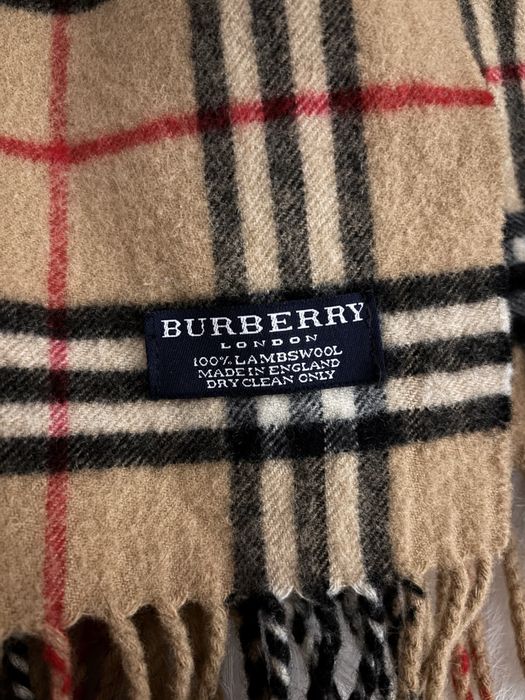 BURBERRY
LONDON
100% LAMBSWOOL
MADE IN ENGLAND
DRY CLEAN ONLY